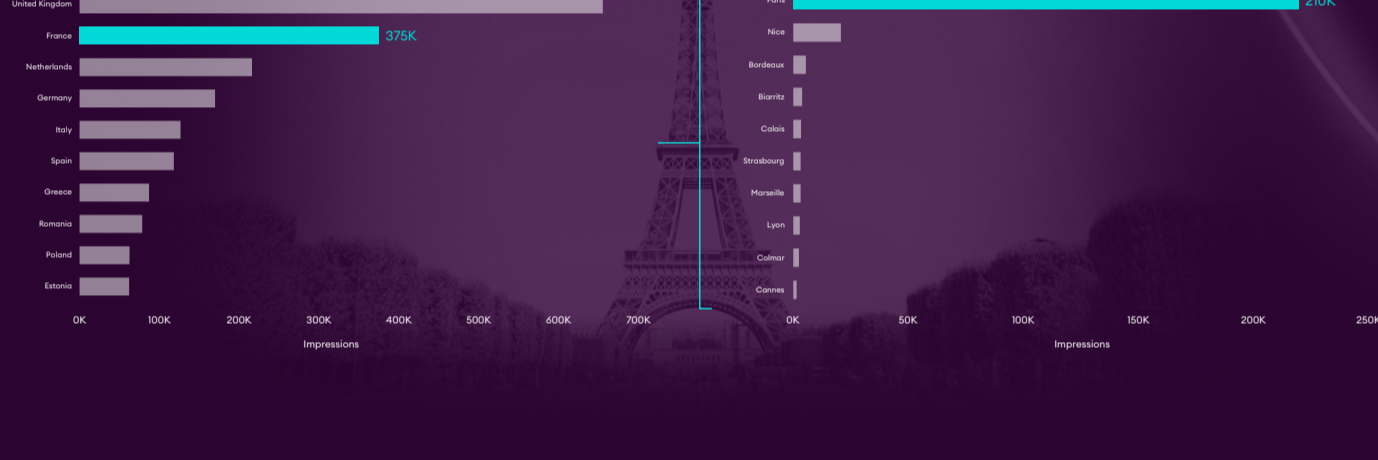 United Kingdom
France 375K
Netherlands
Germany
Italy
Spain
Greece
Romania
Poland
Estonia
0K 100K 200K 300K 400K 500K 600K 700K
Impressions
Paris 210K
Nice
Bordeaux
Biarritz
Calais
Strasbourg
Marseille
Lyon
Colmar
Cannes
0K 50K 100K 150K 200K 250K
Impressions